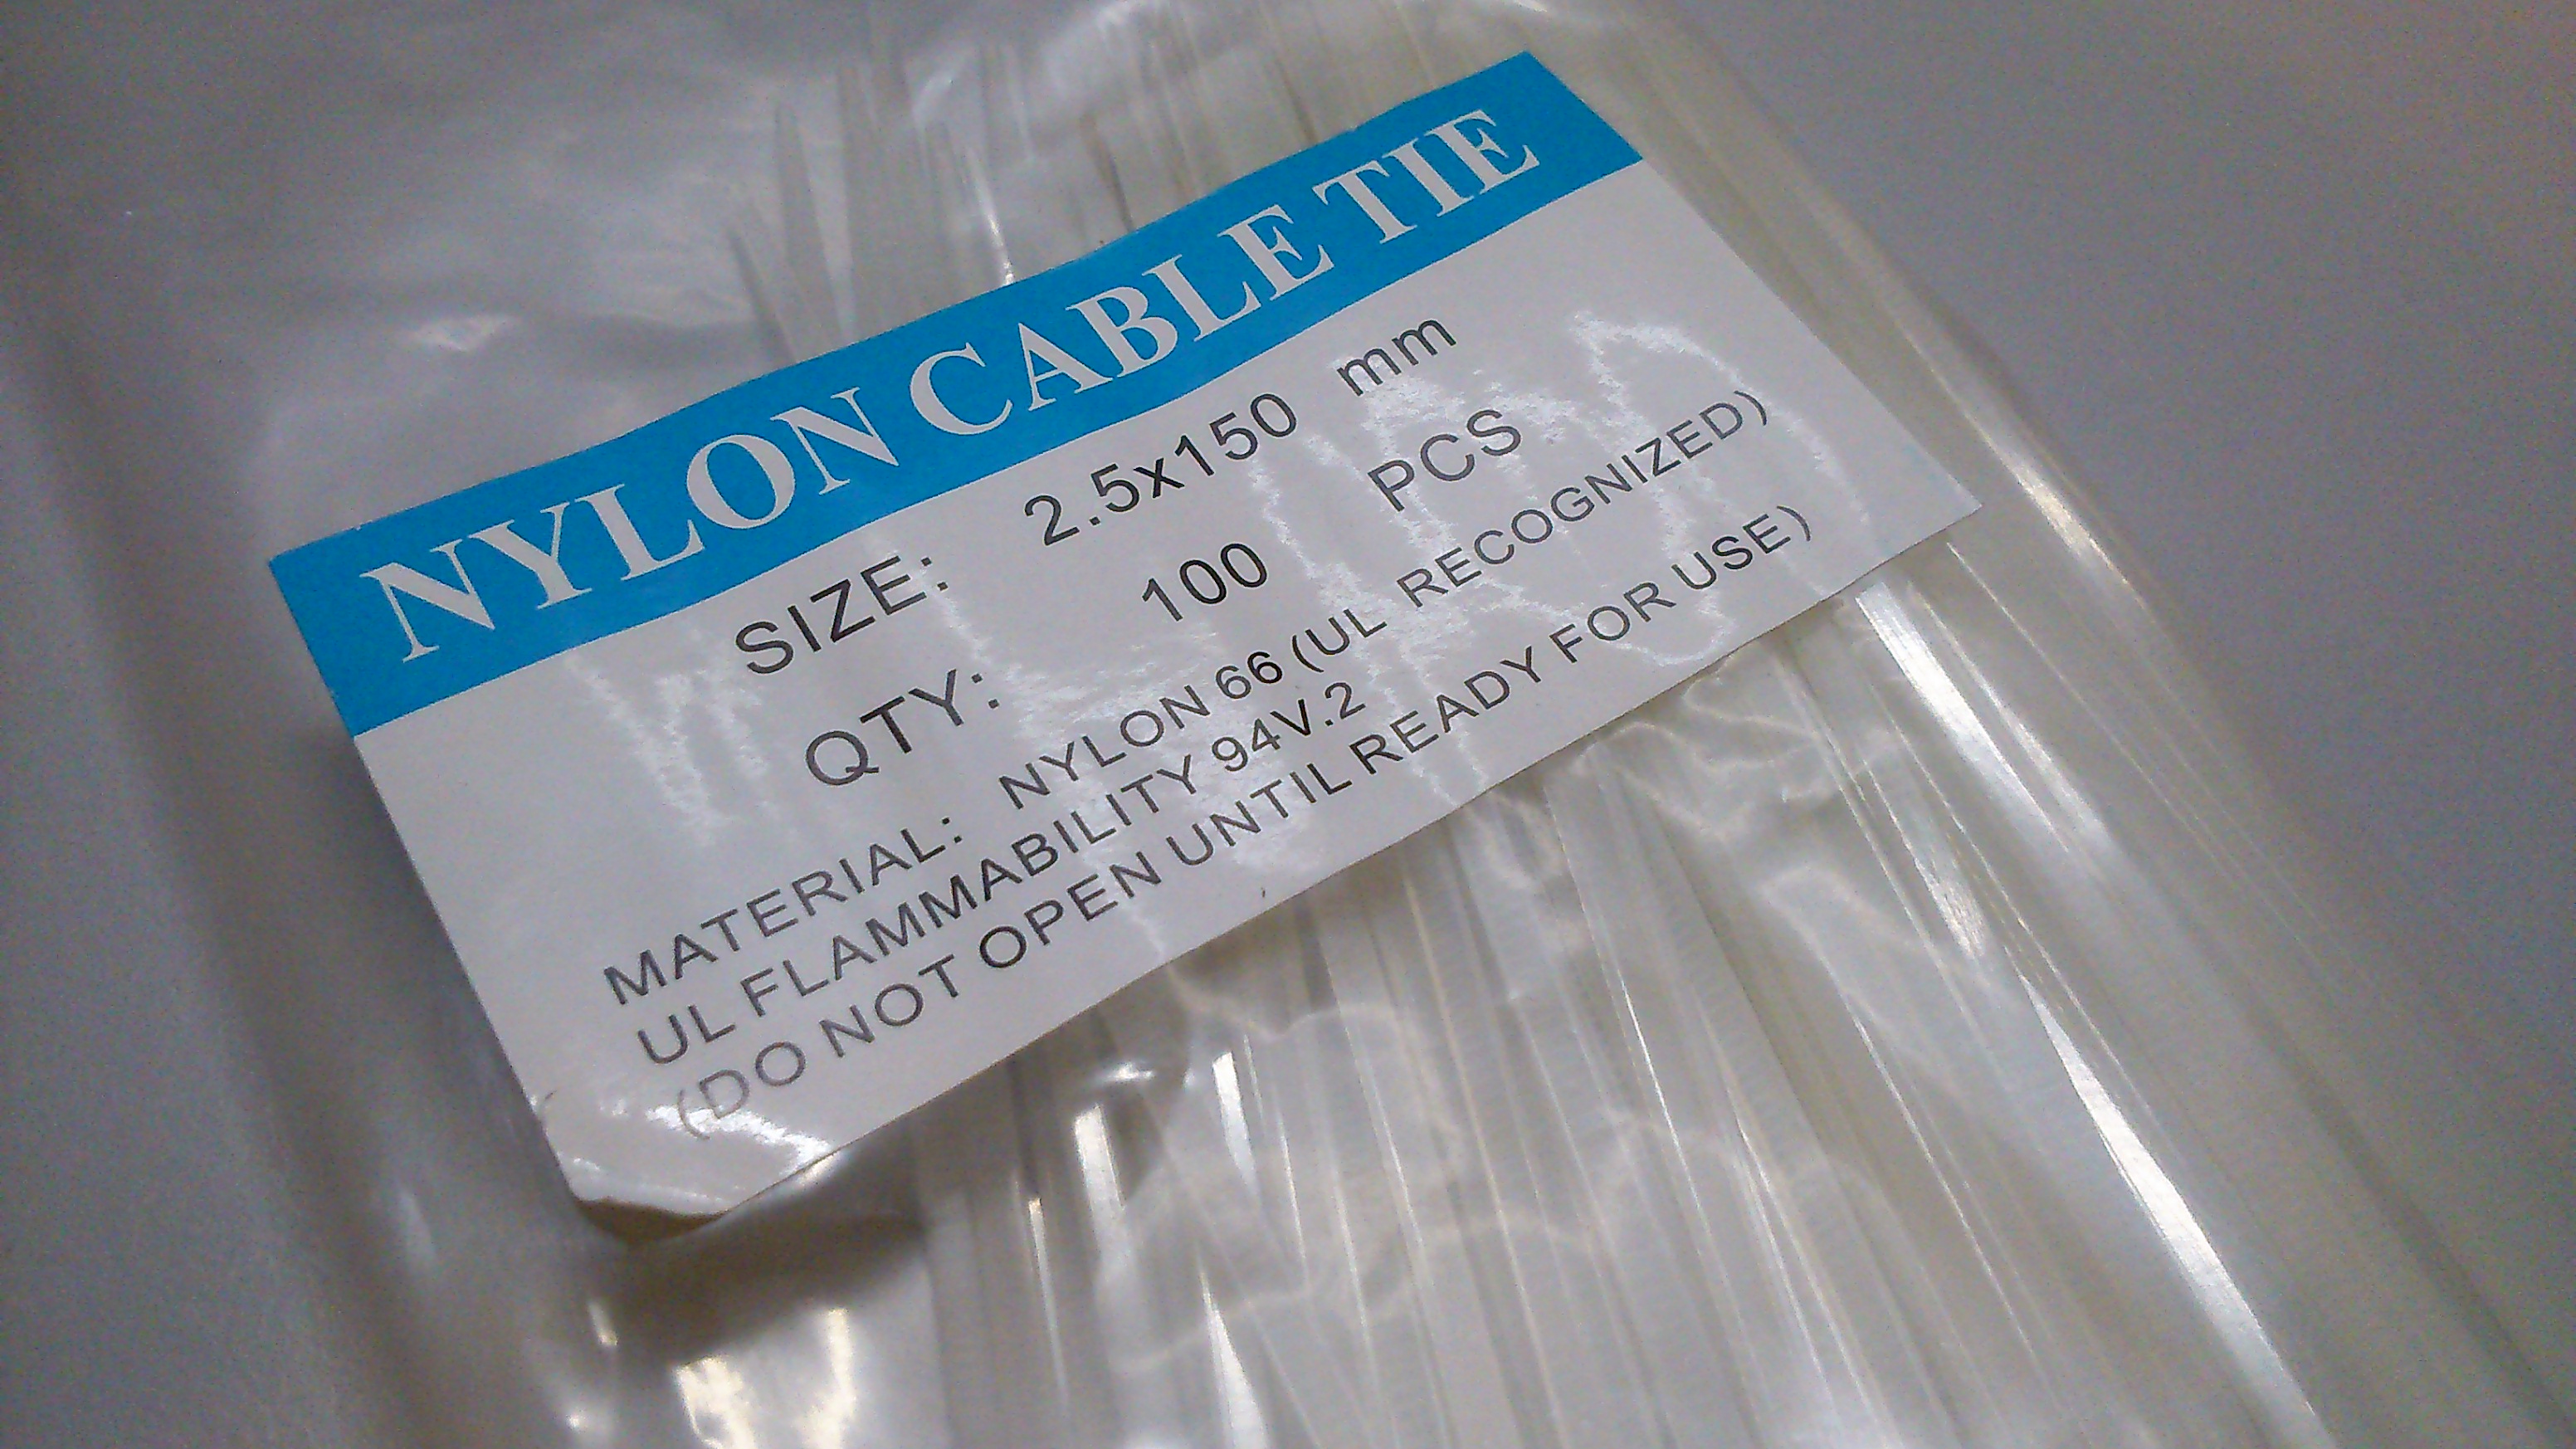 NYLON CABLE TIE
SIZE: 2.5x150 mm
QTY: 100 PCS
MATERIAL: NYLON 66 (UL RECOGNIZED)
UL FLAMMABILITY 94V.2
(DO NOT OPEN UNTIL READY FOR USE)